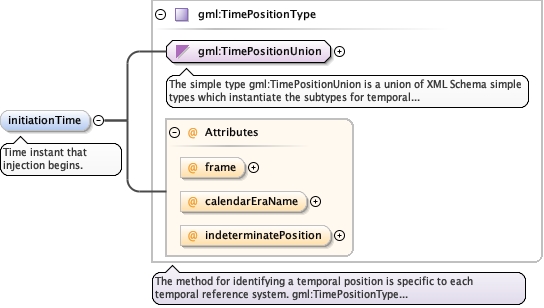 gml:TimePositionType
gml:TimePositionUnion
The simple type gml:TimePositionUnion is a union of XML Schema simple
types which instantiate the subtypes for temporal...
initiationTime
Time instant that
injection begins.
@ Attributes
@ frame
@ calendarEraName
@ indeterminatePosition
The method for identifying a temporal position is specific to each
temporal reference system. gml:TimePositionType...